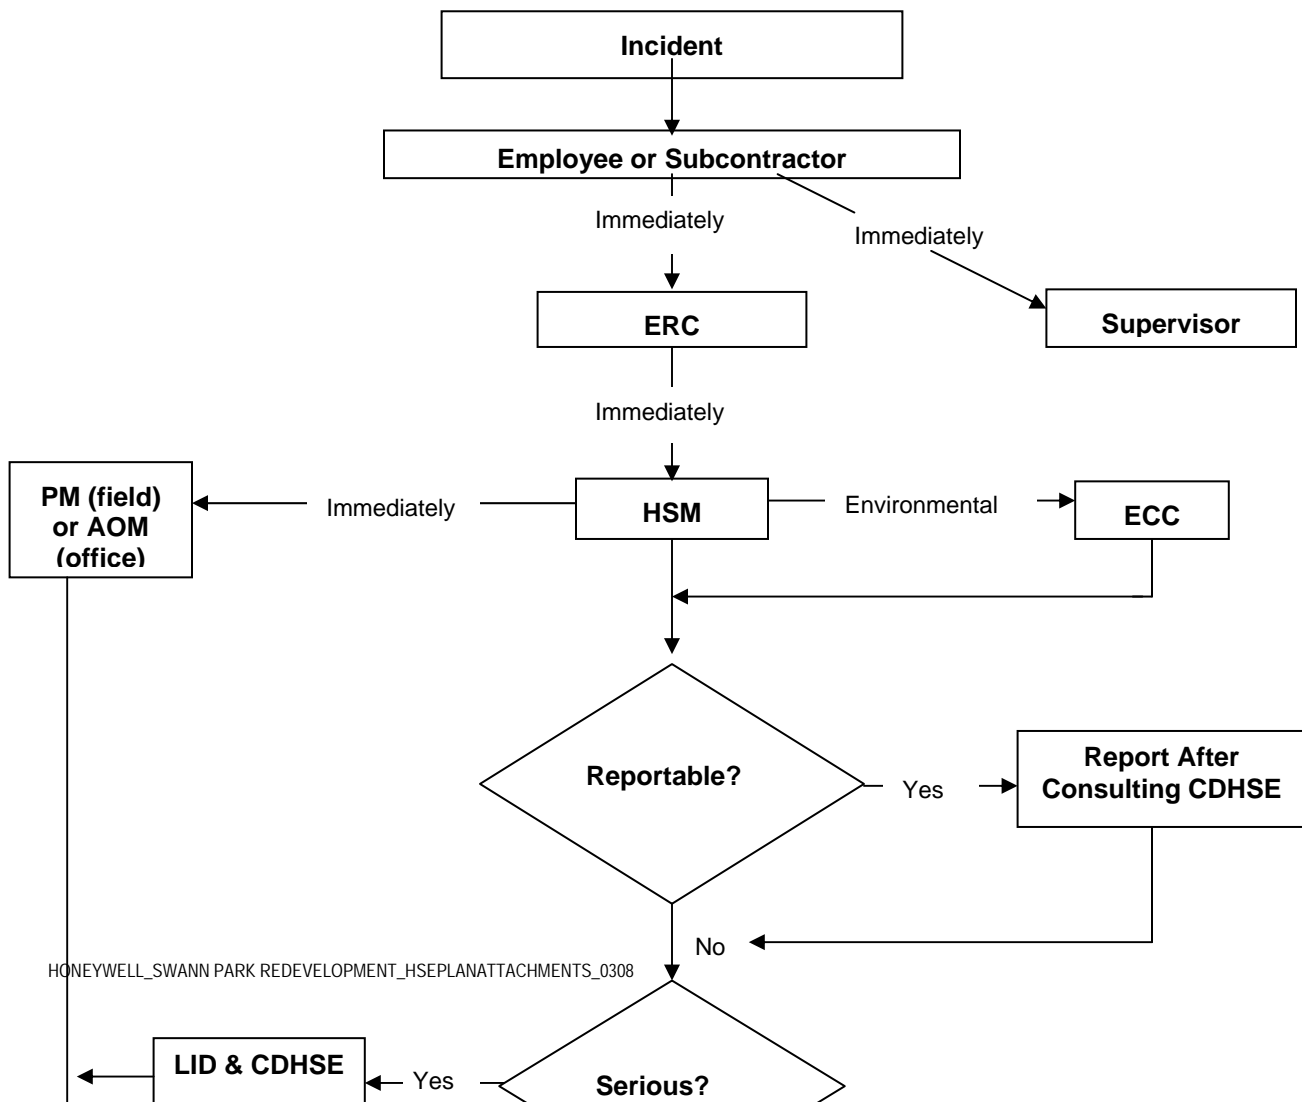 Incident
Employee or Subcontractor
Immediately
Immediately
ERC
Supervisor
Immediately
PM (field)
or AOM
(office)
Immediately
HSM
Environmental
ECC
Reportable?
Yes
Report After
Consulting CDHSE
No
HONEYWELL_SWANN PARK REDEVELOPMENT_HSEPLANATTACHMENTS_0308
LID & CDHSE
Yes
Serious?